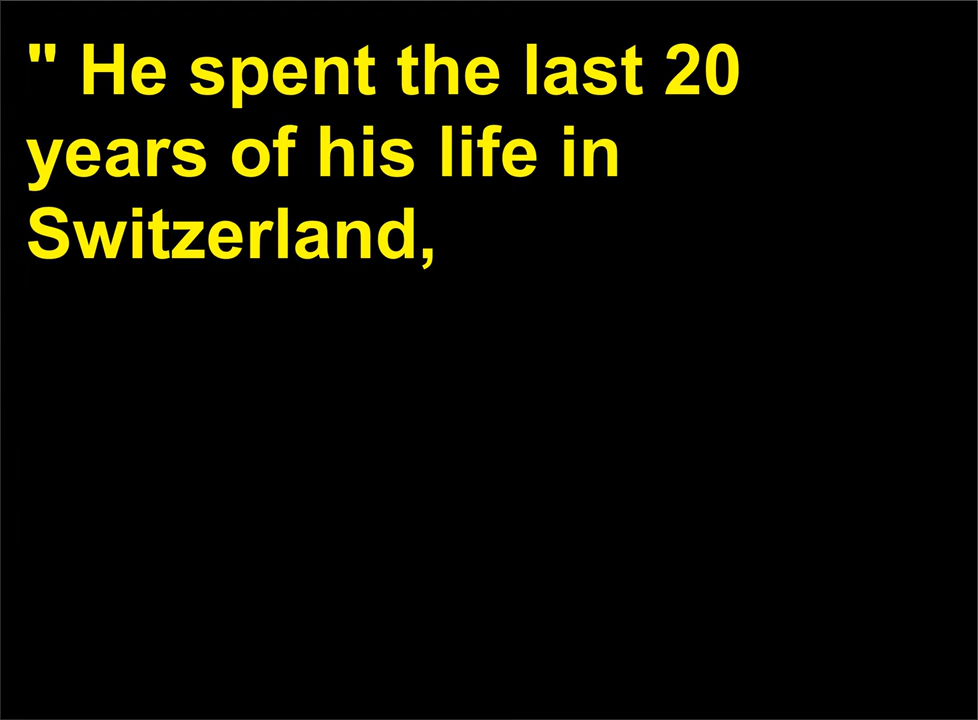 " He spent the last 20
years of his life in
Switzerland,